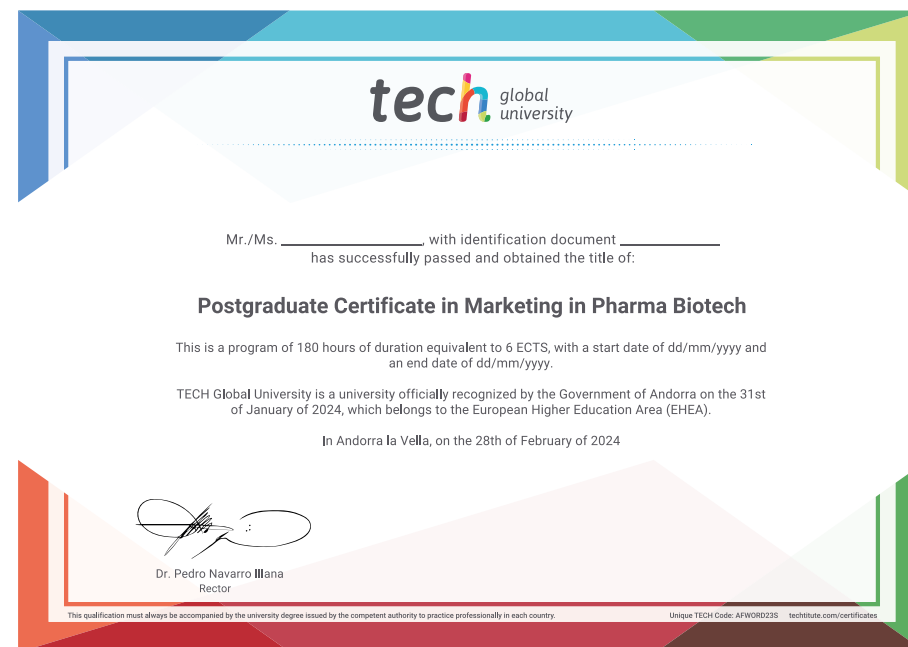 tech global
university
Mr./Ms. ________________, with identification document ____________
has successfully passed and obtained the title of:
Postgraduate Certificate in Marketing in Pharma Biotech
This is a program of 180 hours of duration equivalent to 6 ECTS, with a start date of dd/mm/yyyy and
an end date of dd/mm/yyyy.
TECH Global University is a university officially recognized by the Government of Andorra on the 31st
of January of 2024, which belongs to the European Higher Education Area (EHEA).
In Andorra la Vella, on the 28th of February of 2024
Dr. Pedro Navarro Illana
Rector
This qualification must always be accompanied by the university degree issued by the competent authority to practice professionally in each country. Unique TECH Code: AFWORD23S techtitute.com/certificates